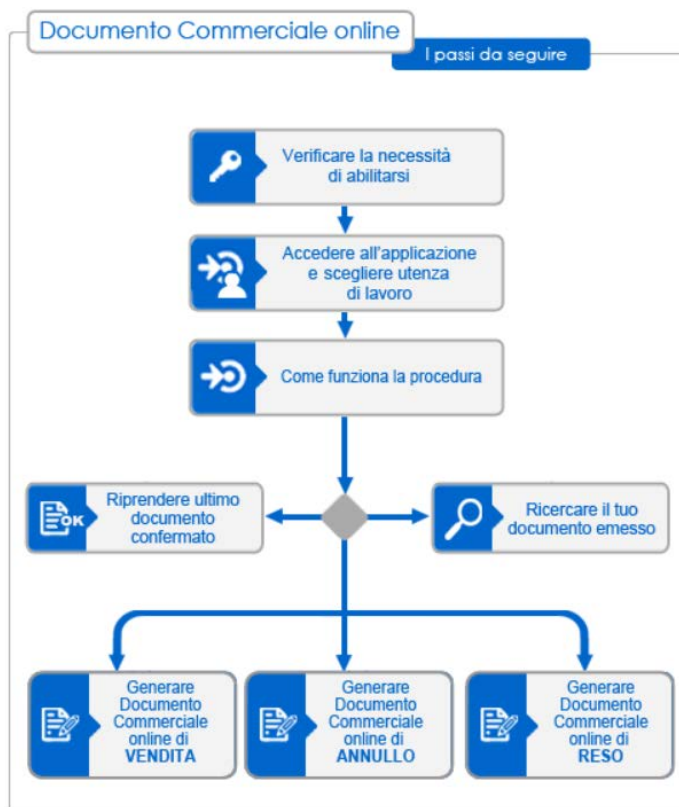 Documento Commerciale online
I passi da seguire
Verificare la necessità
di abilitarsi
Accedere all'applicazione
e scegliere utenza
di lavoro
Come funziona la procedura
Riprendere ultimo
documento
confermato
OK
Ricercare il tuo
documento emesso
Generare
Documento
Commerciale
online di
VENDITA
Generare
Documento
Commerciale
online di
ANNULLO
Generare
Documento
Commerciale
online di
RESO